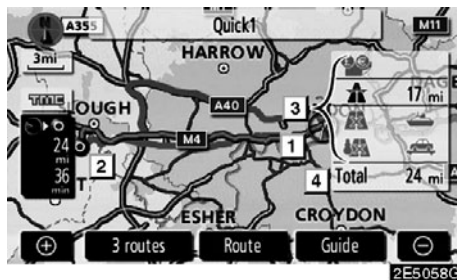 N
A355
Quick1
M11
3mi
HARROW
TMC
OUGH
A40
3
17 mi
M4
1
24
mi
36
min
2
4
Total 24 mi
ESHER
CROYDON
3 routes
Route
Guide
2E5058G